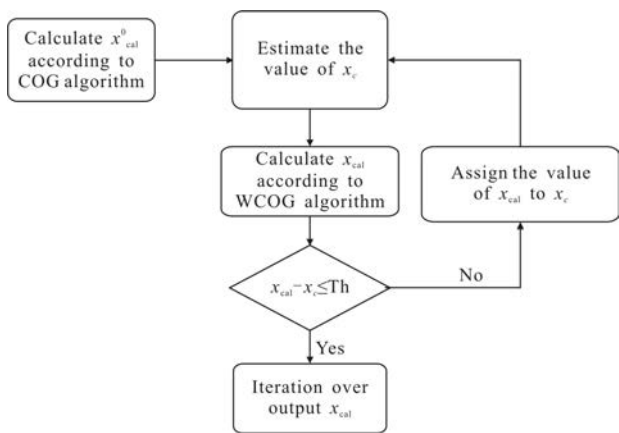 Calculate x⁰cal
according to
COG algorithm
Estimate the
value of xc
Calculate xcal
according to
WCOG algorithm
Assign the value
of xcal to xc
xcal−xc≤Th
No
Yes
Iteration over
output xcal